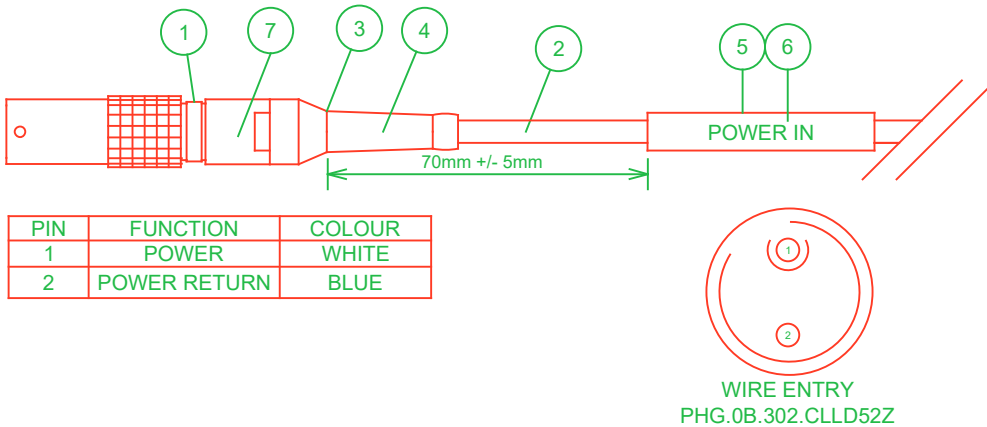 1
7
3
4
2
5
6
POWER IN
70mm +/- 5mm
PIN FUNCTION COLOUR
1 POWER WHITE
2 POWER RETURN BLUE
1
2
WIRE ENTRY
PHG.0B.302.CLLD52Z